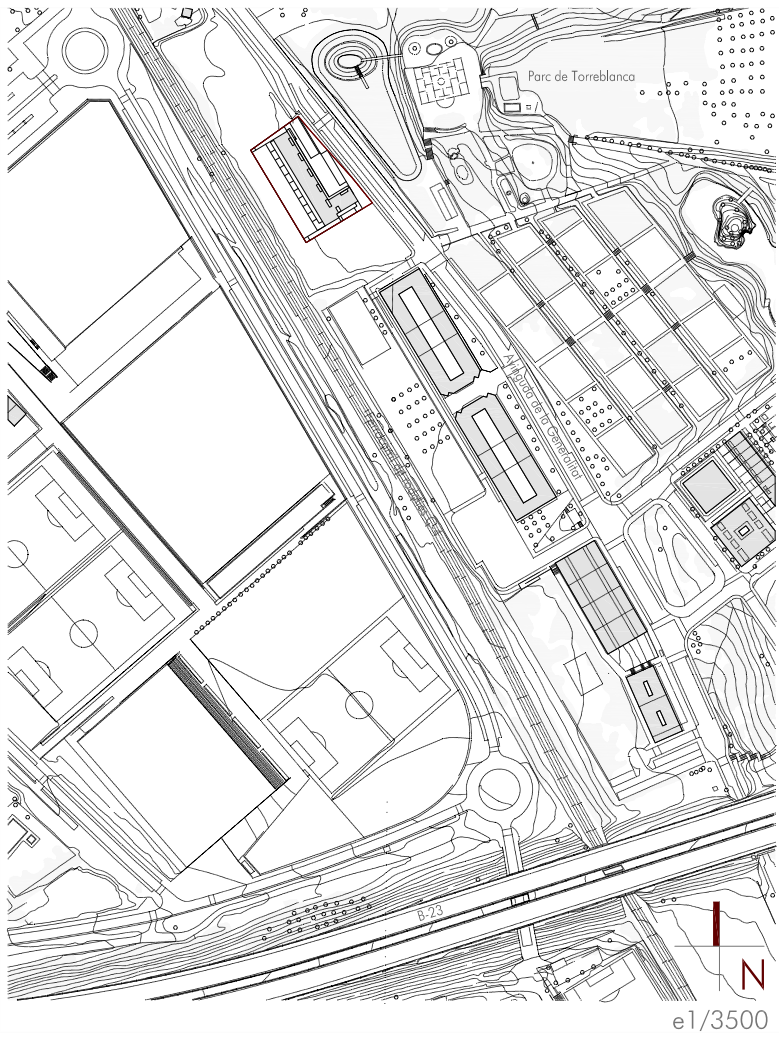 Parc de Torreblanca
Avinguda de la Generalitat
B-23
N
e1/3500